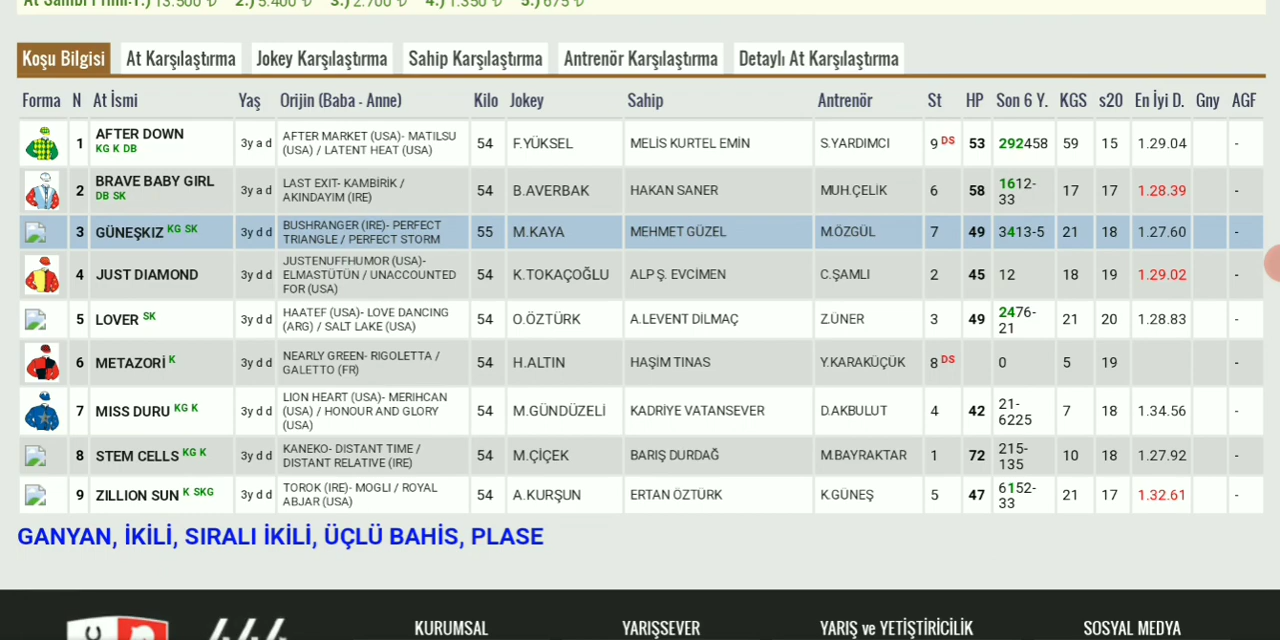 At Sahibi Primi:1.) 13.500 ₺ 2.) 5.400 ₺ 3.) 2.700 ₺ 4.) 1.350 ₺ 5.) 675 ₺
Koşu Bilgisi At Karşılaştırma Jokey Karşılaştırma Sahip Karşılaştırma Antrenör Karşılaştırma Detaylı At Karşılaştırma
Forma N At İsmi Yaş Orijin (Baba - Anne) Kilo Jokey Sahip Antrenör St HP Son 6 Y. KGS s20 En İyi D. Gny AGF
1 AFTER DOWN KG K DB 3y a d AFTER MARKET (USA)- MATILSU (USA) / LATENT HEAT (USA) 54 F.YÜKSEL MELİS KURTEL EMİN S.YARDIMCI 9 DS 53 292458 59 15 1.29.04 -
2 BRAVE BABY GIRL DB SK 3y a d LAST EXIT- KAMBİRİK / AKINDAYIM (IRE) 54 B.AVERBAK HAKAN SANER MUH.ÇELİK 6 58 1612-33 17 17 1.28.39 -
3 GÜNEŞKIZ KG SK 3y d d BUSHRANGER (IRE)- PERFECT TRIANGLE / PERFECT STORM 55 M.KAYA MEHMET GÜZEL M.ÖZGÜL 7 49 3413-5 21 18 1.27.60 -
4 JUST DIAMOND 3y d d JUSTENUFFHUMOR (USA)- ELMASTÜTÜN / UNACCOUNTED FOR (USA) 54 K.TOKAÇOĞLU ALP Ş. EVCİMEN C.ŞAMLI 2 45 12 18 19 1.29.02 -
5 LOVER SK 3y d d HAATEF (USA)- LOVE DANCING (ARG) / SALT LAKE (USA) 54 O.ÖZTÜRK A.LEVENT DİLMAÇ Z.ÜNER 3 49 2476-21 21 20 1.28.83 -
6 METAZORİ K 3y d d NEARLY GREEN- RIGOLETTA / GALETTO (FR) 54 H.ALTIN HAŞİM TINAS Y.KARAKÜÇÜK 8 DS 0 5 19 -
7 MISS DURU KG K 3y d d LION HEART (USA)- MERIHCAN (USA) / HONOUR AND GLORY (USA) 54 M.GÜNDÜZELİ KADRİYE VATANSEVER D.AKBULUT 4 42 21-6225 7 18 1.34.56 -
8 STEM CELLS KG K 3y d d KANEKO- DISTANT TIME / DISTANT RELATIVE (IRE) 54 M.ÇİÇEK BARIŞ DURDAĞ M.BAYRAKTAR 1 72 215-135 10 18 1.27.92 -
9 ZILLION SUN K SKG 3y d d TOROK (IRE)- MOGLI / ROYAL ABJAR (USA) 54 A.KURŞUN ERTAN ÖZTÜRK K.GÜNEŞ 5 47 6152-33 21 17 1.32.61 -
GANYAN, İKİLİ, SIRALI İKİLİ, ÜÇLÜ BAHİS, PLASE
444 KURUMSAL YARIŞSEVER YARIŞ ve YETİŞTİRİCİLİK SOSYAL MEDYA